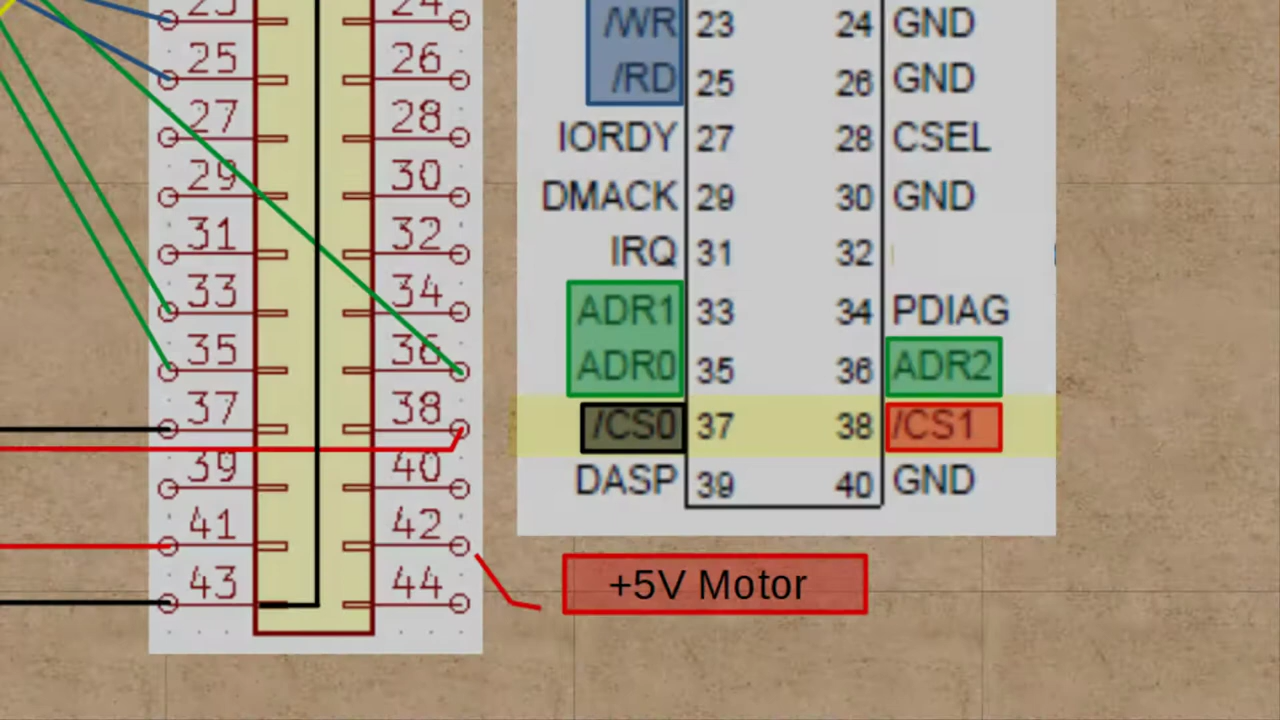 23 24
25 26
27 28
29 30
31 32
33 34
35 36
37 38
39 40
41 42
43 44
/WR 23 24 GND
/RD 25 26 GND
IORDY 27 28 CSEL
DMACK 29 30 GND
IRQ 31 32
ADR1 33 34 PDIAG
ADR0 35 36 ADR2
/CS0 37 38 /CS1
DASP 39 40 GND
+5V Motor